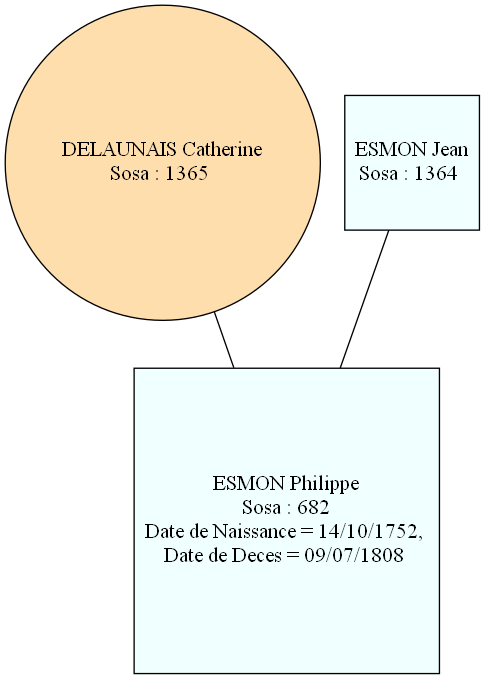 DELAUNAIS Catherine
Sosa : 1365
ESMON Jean
Sosa : 1364
ESMON Philippe
Sosa : 682
Date de Naissance = 14/10/1752,
Date de Deces = 09/07/1808